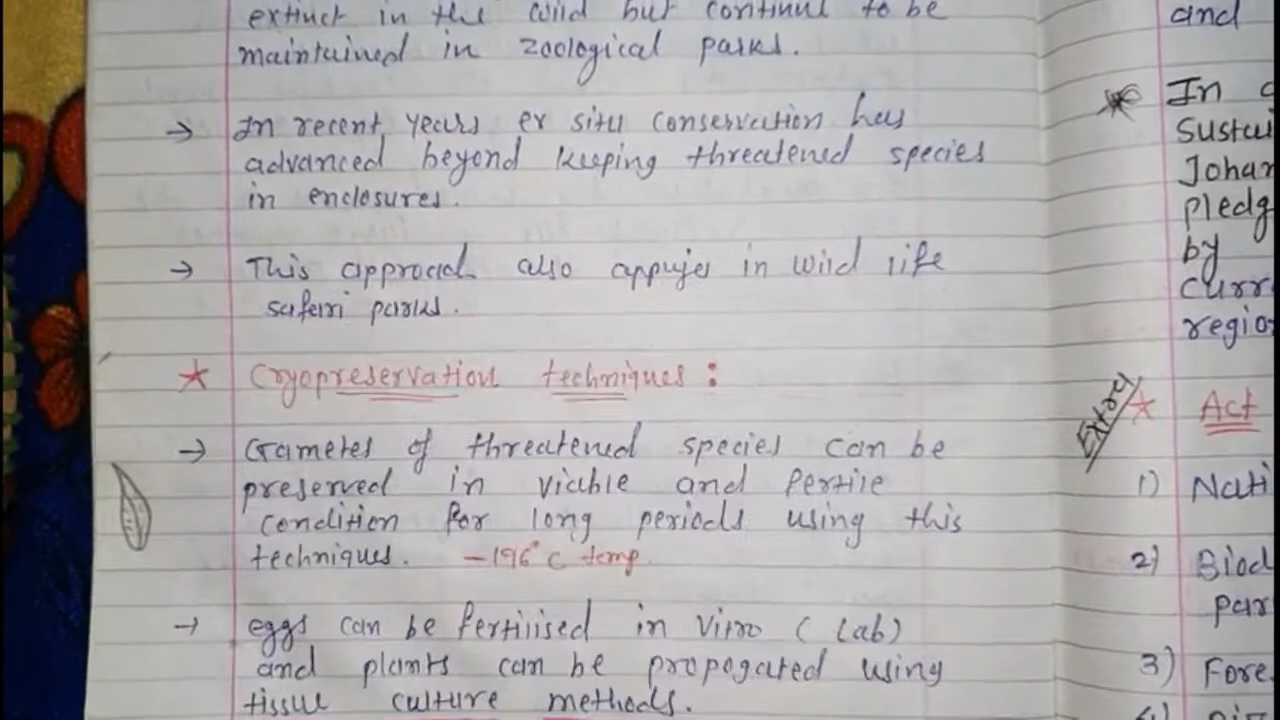 extinct in the wild but continue to be
maintained in zoological parks.
→ In recent years ex situ conservation has
advanced beyond keeping threatened species
in enclosures.
→ This approach also applies in wild life
safari parks.
* Cryopreservation techniques:
→ Gametes of threatened species can be
preserved in viable and fertile
condition for long periods using this
techniques. -196°C temp.
→ eggs can be fertilised in vitro (Lab)
and plants can be propogated using
tissue culture methods.
and
* In
Sustai
Johan
pledg
by
curr
regio
Extra
* Act
1) Nati
2) Biod
par
3) Fore
4)